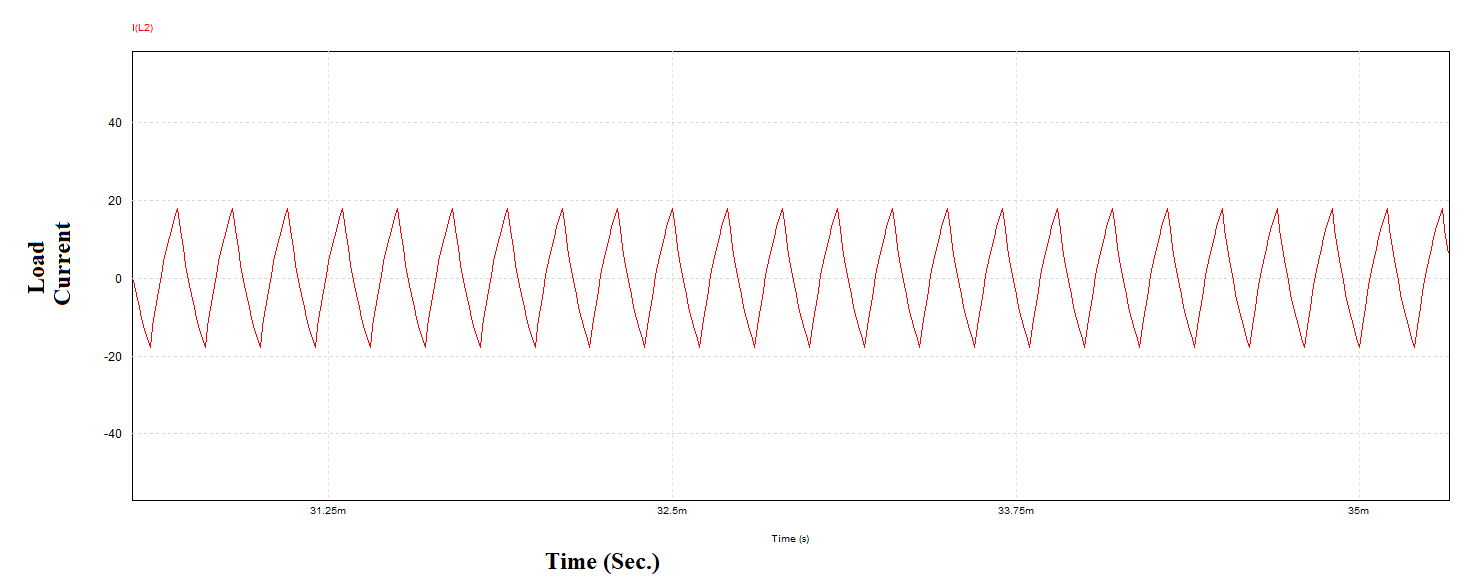 I(L2)
40
20
0
-20
-40
Load
Current
31.25m
32.5m
33.75m
35m
Time (s)
Time (Sec.)